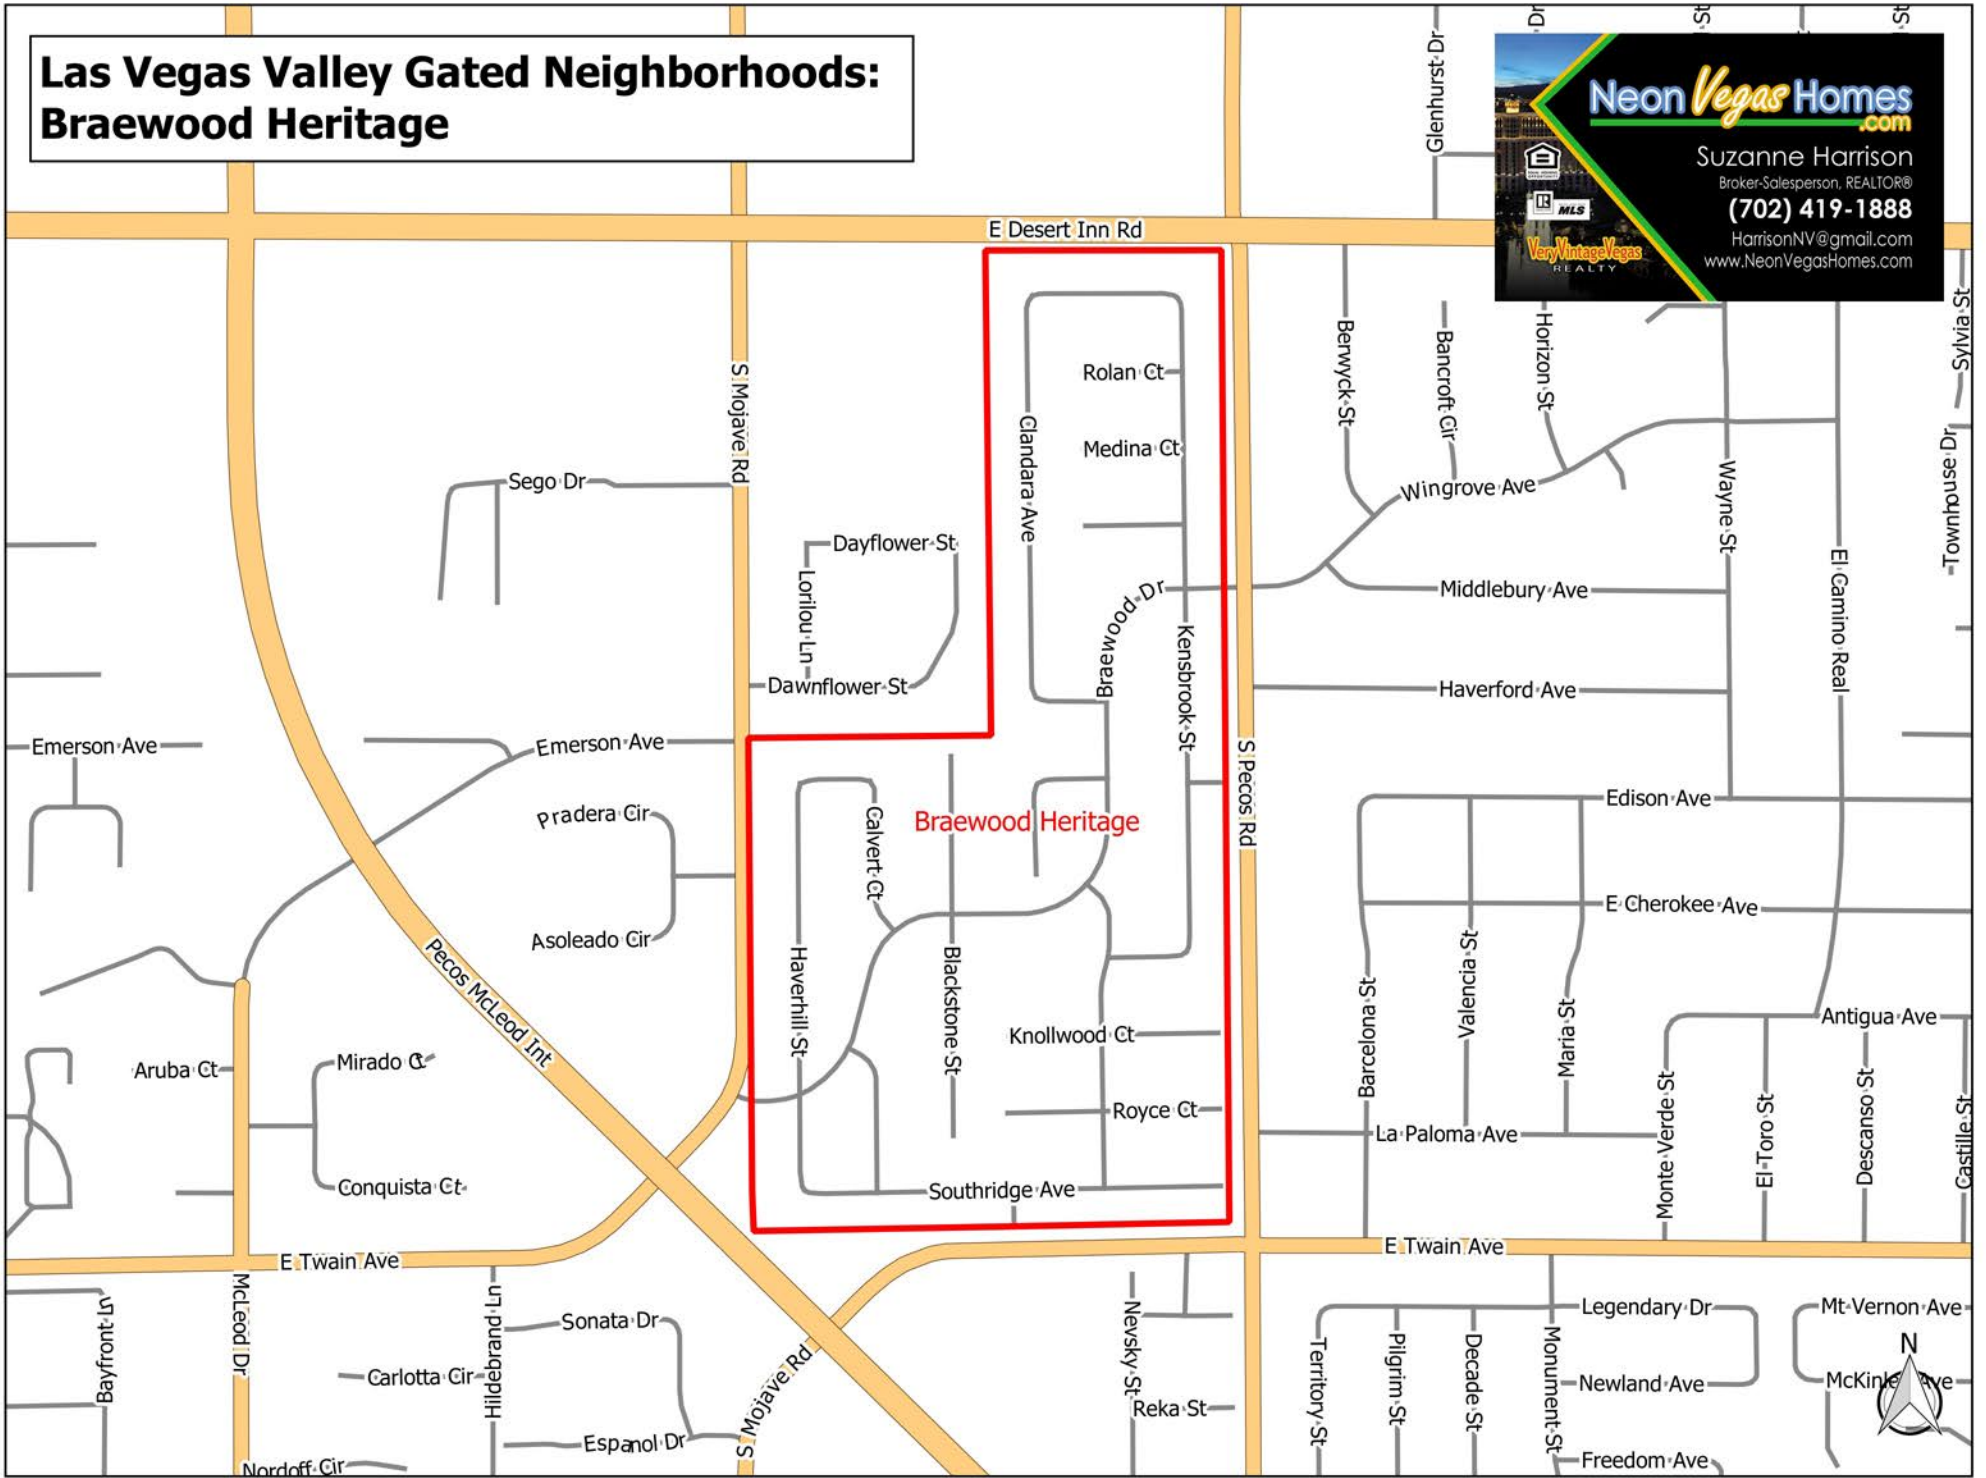 Las Vegas Valley Gated Neighborhoods:
Braewood Heritage
Neon Vegas Homes
.com
Suzanne Harrison
Broker-Salesperson, REALTOR®
(702) 419-1888
HarrisonNV@gmail.com
www.NeonVegasHomes.com
MLS
VeryVintageVegas
REALTY
Glenhurst Dr
Dr
St
St
E Desert Inn Rd
S Mojave Rd
Rolan Ct
Medina Ct
Clandara Ave
Berwyck St
Bancroft Cir
Horizon St
Sylvia St
Townhouse Dr
Wayne St
Wingrove Ave
Sego Dr
Dayflower St
Lorilou Ln
Dawnflower St
Braewood Dr
Kensbrook St
Middlebury Ave
El Camino Real
Haverford Ave
Emerson Ave
Emerson Ave
S Pecos Rd
Pradera Cir
Calvert Ct
Braewood Heritage
Edison Ave
E Cherokee Ave
Asoleado Cir
Pecos McLeod Int
Haverhill St
Blackstone St
Barcelona St
Valencia St
Maria St
Antigua Ave
Knollwood Ct
Aruba Ct
Mirado Ct
Royce Ct
La Paloma Ave
Monte Verde St
El Toro St
Descanso St
Castille St
Conquista Ct
Southridge Ave
E Twain Ave
E Twain Ave
McLeod Dr
Bayfront Ln
Hildebrand Ln
Sonata Dr
Carlotta Cir
Espanol Dr
Nordoff Cir
S Mojave Rd
Nevsky St
Reka St
Territory St
Pilgrim St
Decade St
Monument St
Legendary Dr
Newland Ave
Freedom Ave
Mt Vernon Ave
N
Ave